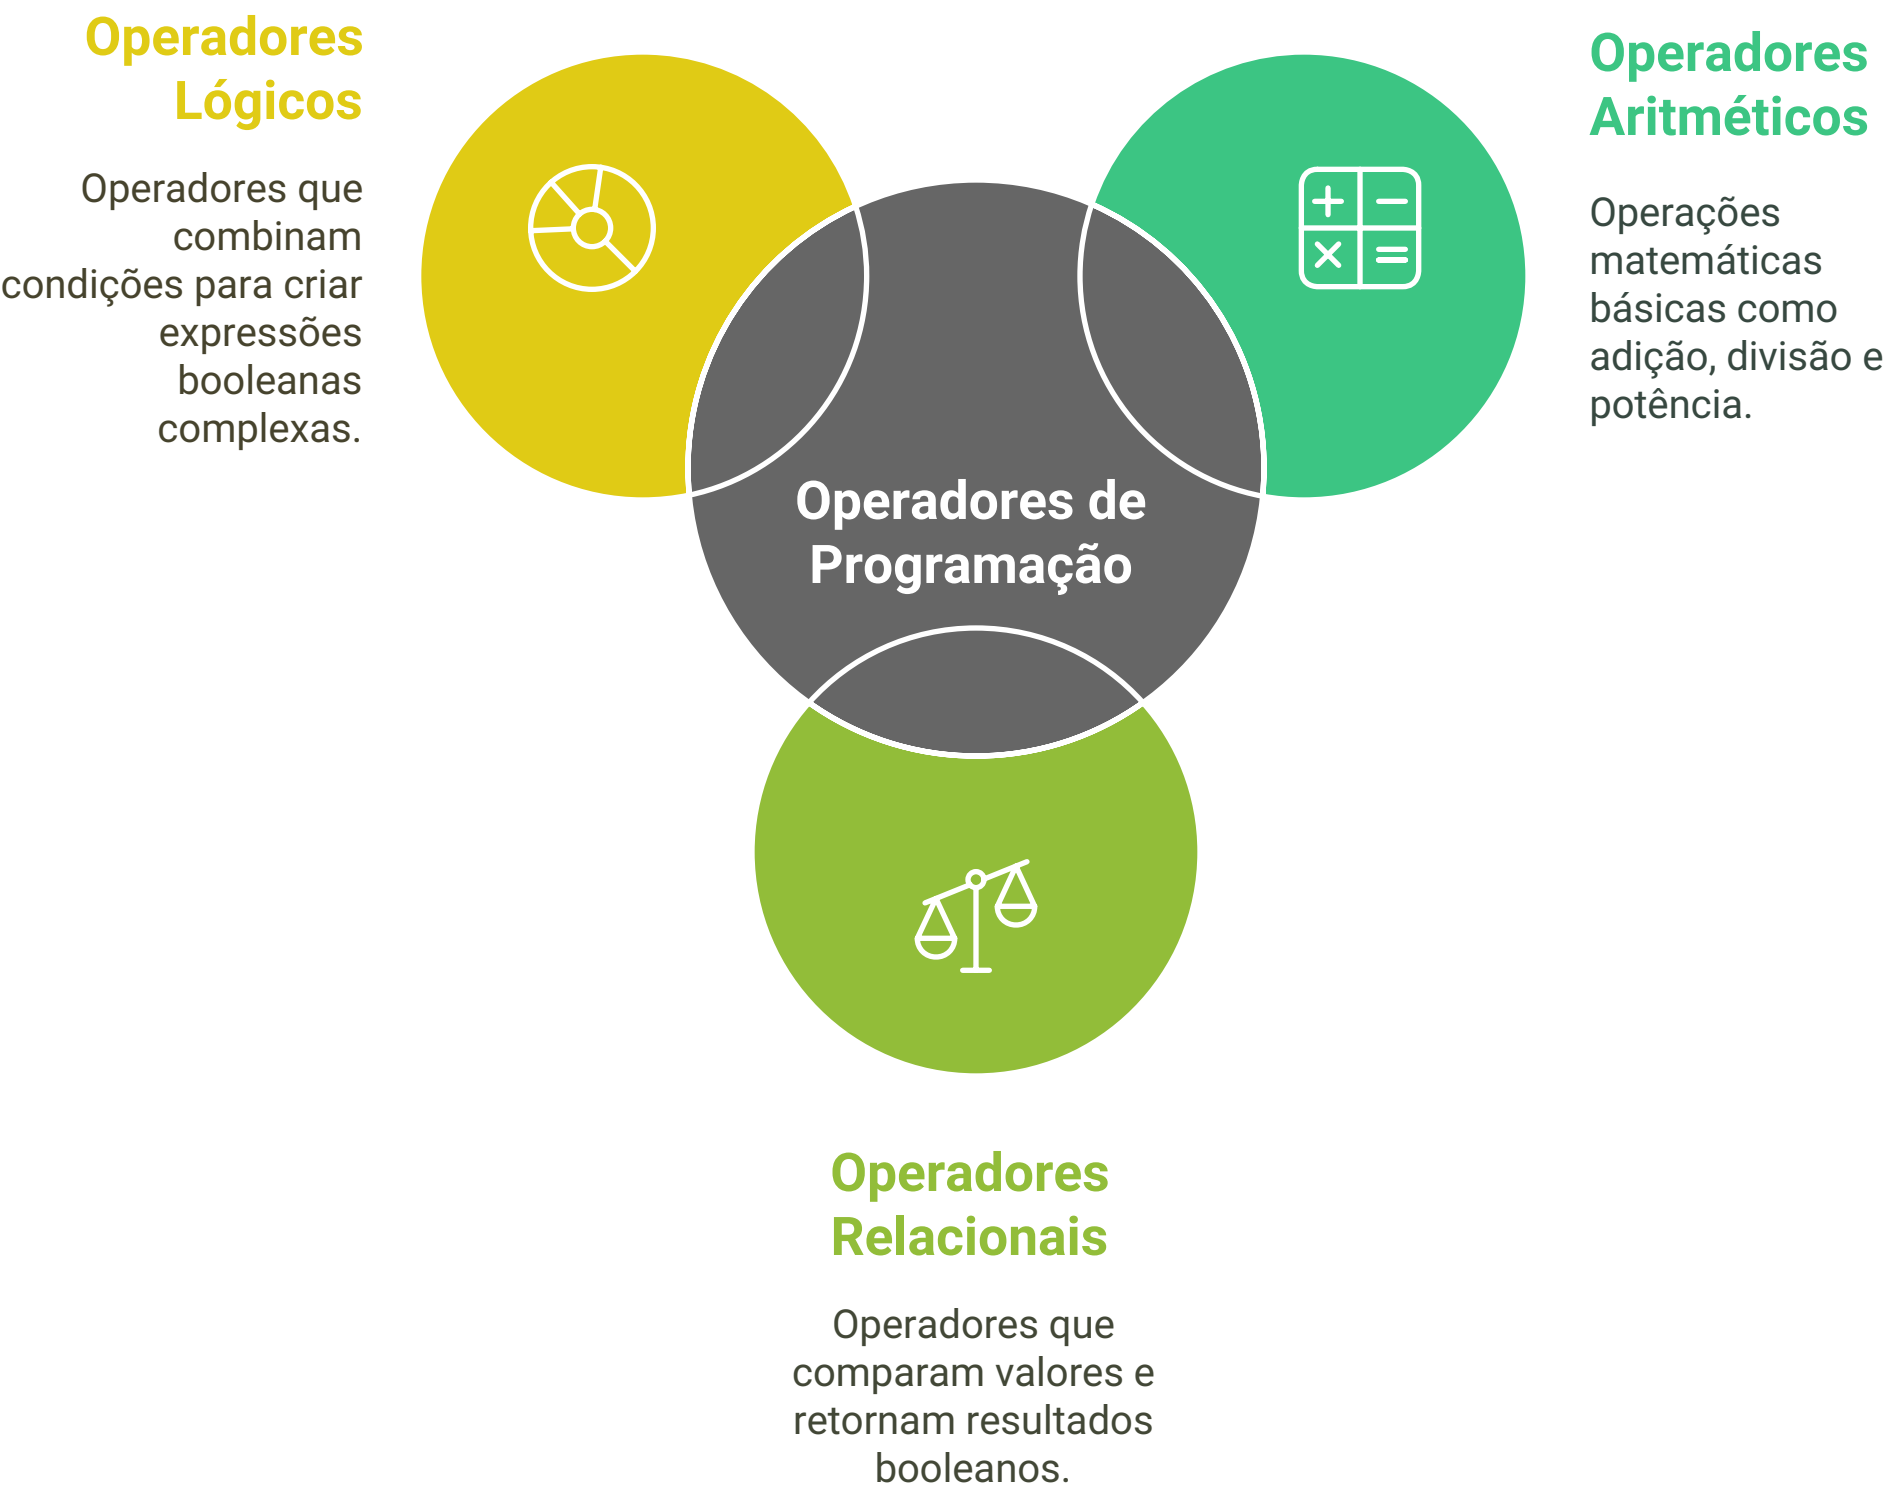 Operadores
Lógicos
Operadores que
combinam
condições para criar
expressões
booleanas
complexas.
Operadores
Aritméticos
Operações
matemáticas
básicas como
adição, divisão e
potência.
Operadores de
Programação
Operadores
Relacionais
Operadores que
comparam valores e
retornam resultados
booleanos.